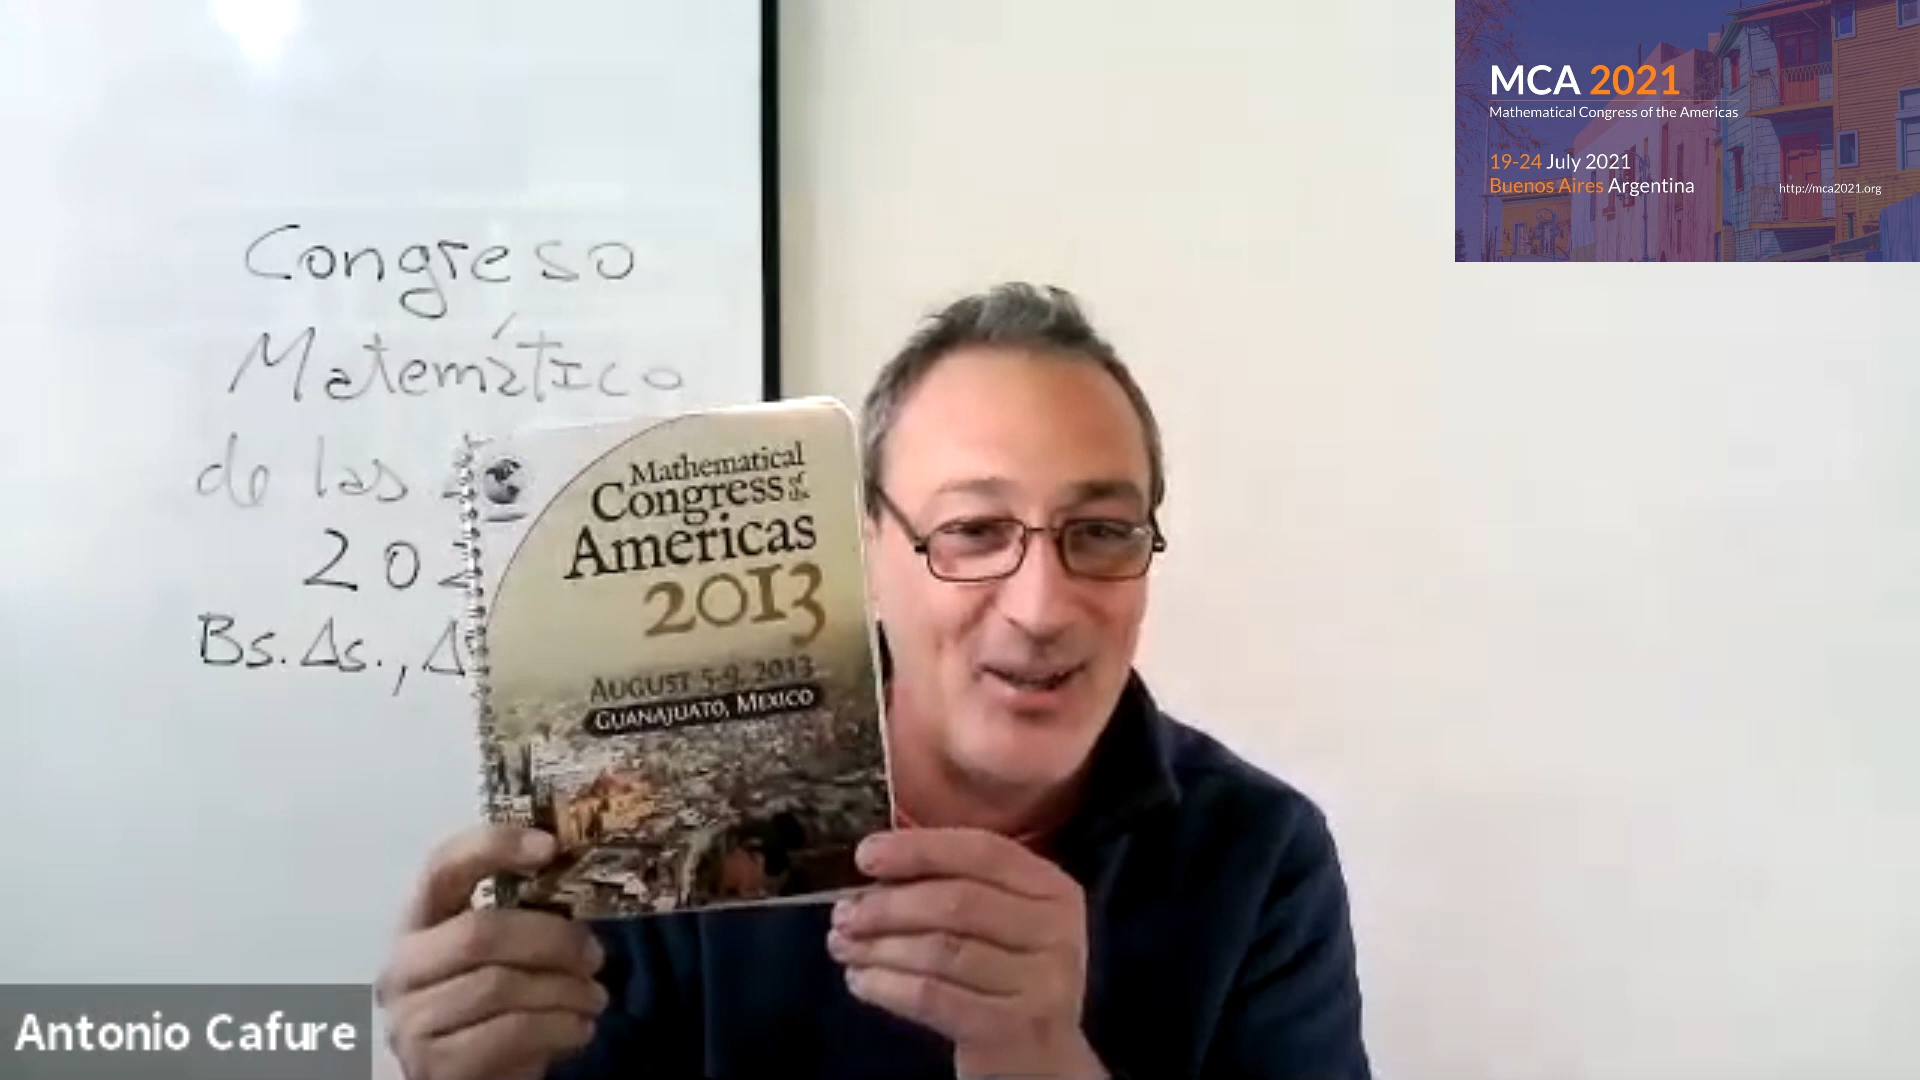 Congreso
Matemático
de las
20
Bs.As., A
Mathematical
Congress of the
Americas
2013
AUGUST 5-9, 2013
GUANAJUATO, MEXICO
MCA 2021
Mathematical Congress of the Americas
19-24 July 2021
Buenos Aires Argentina
http://mca2021.org
Antonio Cafure